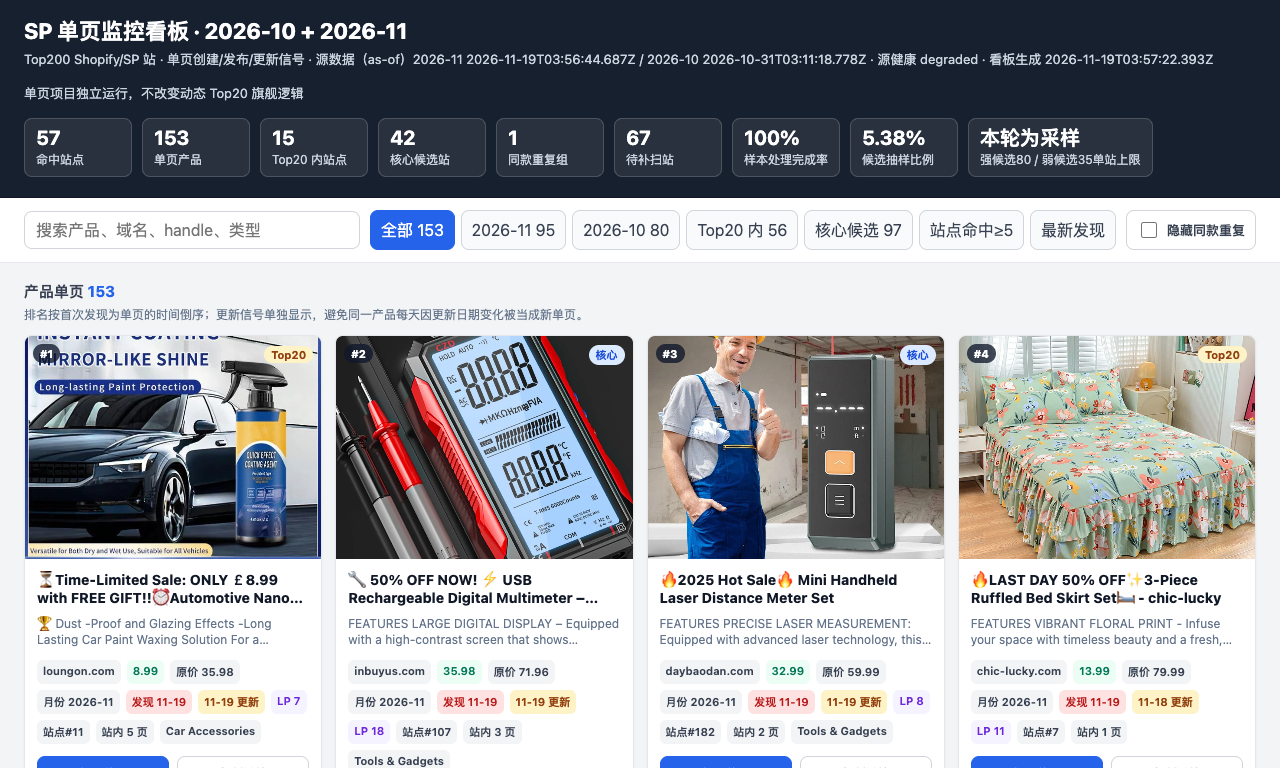 SP 单页监控看板 · 2026-10 + 2026-11
Top200 Shopify/SP 站 · 单页创建/发布/更新信号 · 源数据（as-of）2026-11 2026-11-19T03:56:44.687Z / 2026-10 2026-10-31T03:11:18.778Z · 源健康 degraded · 看板生成 2026-11-19T03:57:22.393Z
单页项目独立运行，不改变动态 Top20 旗舰逻辑
57
命中站点
153
单页产品
15
Top20 内站点
42
核心候选站
1
同款重复组
67
待补扫站
100%
样本处理完成率
5.38%
候选抽样比例
本轮为采样
强候选80 / 弱候选35单站上限
搜索产品、域名、handle、类型
全部 153
2026-11 95
2026-10 80
Top20 内 56
核心候选 97
站点命中≥5
最新发现
隐藏同款重复
产品单页 153
排名按首次发现为单页的时间倒序；更新信号单独显示，避免同一产品每天因更新日期变化被当成新单页。
#1
Top20
INSTANT COATING
MIRROR-LIKE SHINE
Long-lasting Paint Protection
QUICK EFFECT
COATING AGENT
Versatile for Both Dry and Wet Use, Suitable for All Vehicles
⏳Time-Limited Sale: ONLY ￡8.99
with FREE GIFT!!⏰Automotive Nano...
🏆 Dust -Proof and Glazing Effects -Long
Lasting Car Paint Waxing Solution For a...
loungon.com
8.99
原价 35.98
月份 2026-11
发现 11-19
11-19 更新
LP 7
站点#11
站内 5 页
Car Accessories
#2
核心
HOLD AUTO
8.8.8.8
MKΩHzn@FVA
8.8.8.8
COM
🔧 50% OFF NOW! ⚡ USB
Rechargeable Digital Multimeter –...
FEATURES LARGE DIGITAL DISPLAY – Equipped
with a high-contrast screen that shows...
inbuyus.com
35.98
原价 71.96
月份 2026-11
发现 11-19
11-19 更新
LP 18
站点#107
站内 3 页
Tools & Gadgets
#3
核心
🔥2025 Hot Sale🔥 Mini Handheld
Laser Distance Meter Set
FEATURES PRECISE LASER MEASUREMENT:
Equipped with advanced laser technology, this...
daybaodan.com
32.99
原价 59.99
月份 2026-11
发现 11-19
11-19 更新
LP 8
站点#182
站内 2 页
Tools & Gadgets
#4
Top20
🔥LAST DAY 50% OFF✨3-Piece
Ruffled Bed Skirt Set🛏️ - chic-lucky
FEATURES VIBRANT FLORAL PRINT - Infuse
your space with timeless beauty and a fresh,...
chic-lucky.com
13.99
原价 79.99
月份 2026-11
发现 11-19
11-18 更新
LP 11
站点#7
站内 1 页